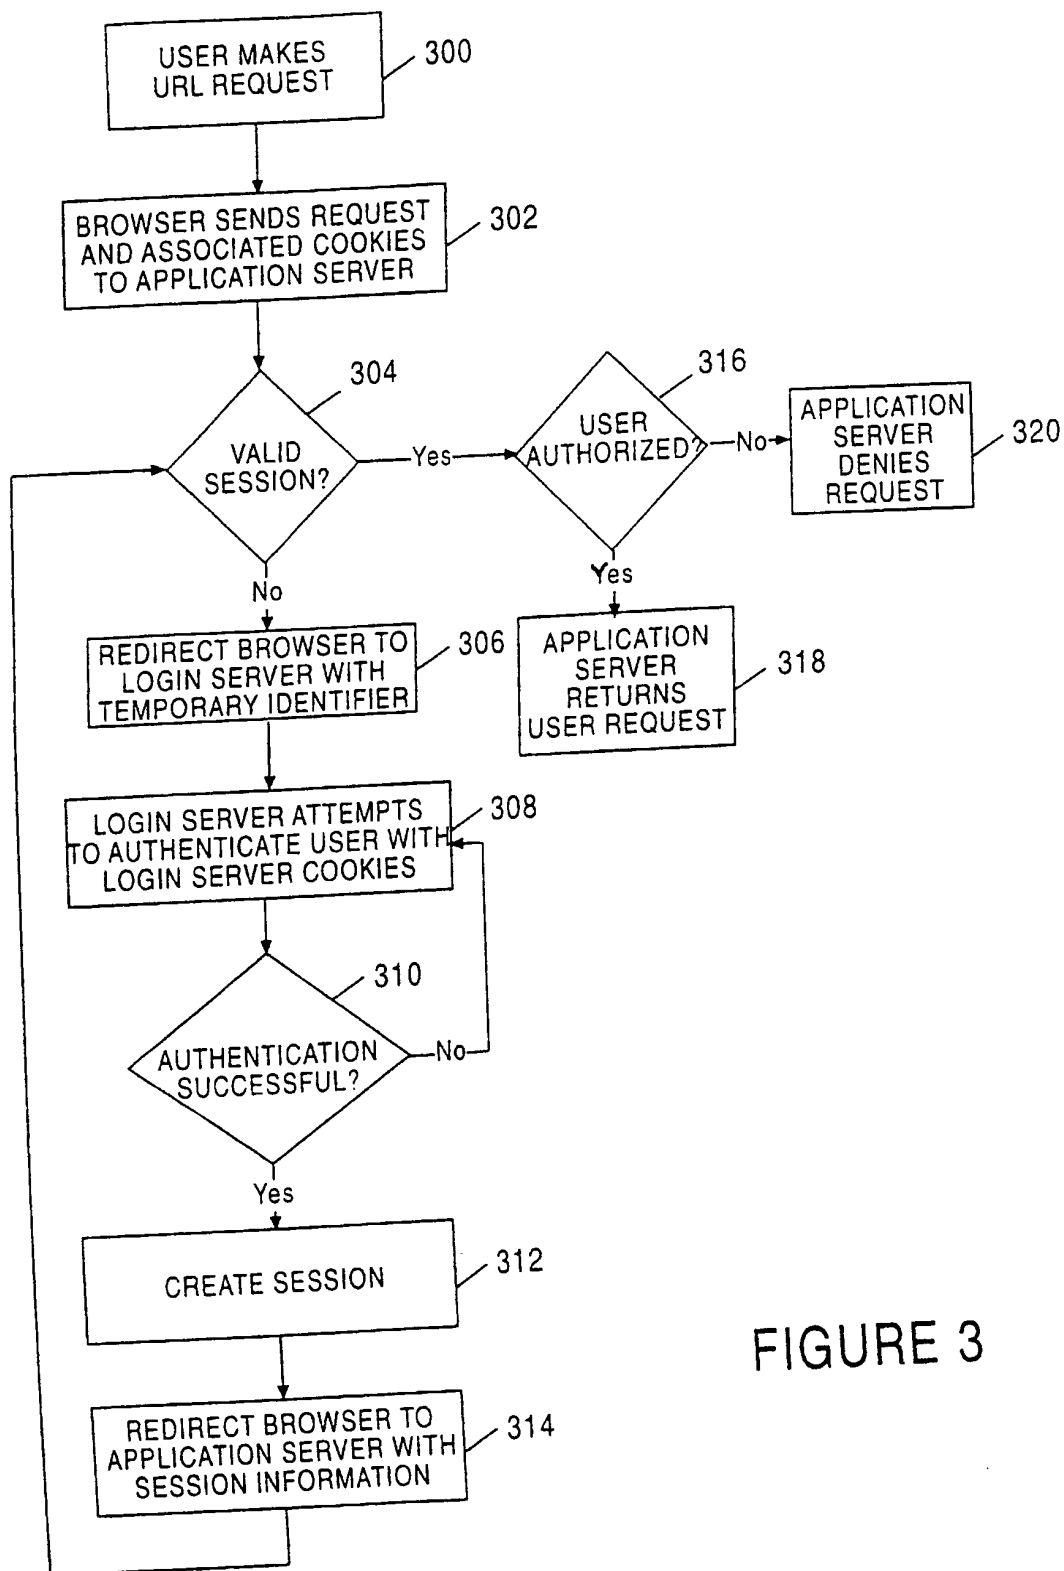 USER MAKES
URL REQUEST
300
BROWSER SENDS REQUEST
AND ASSOCIATED COOKIES
TO APPLICATION SERVER
302
304
VALID
SESSION?
Yes
316
USER
AUTHORIZED?
No
APPLICATION
SERVER
DENIES
REQUEST
320
No
Yes
REDIRECT BROWSER TO
LOGIN SERVER WITH
TEMPORARY IDENTIFIER
306
APPLICATION
SERVER
RETURNS
USER REQUEST
318
LOGIN SERVER ATTEMPTS
TO AUTHENTICATE USER WITH
LOGIN SERVER COOKIES
308
310
AUTHENTICATION
SUCCESSFUL?
No
Yes
CREATE SESSION
312
REDIRECT BROWSER TO
APPLICATION SERVER WITH
SESSION INFORMATION
314
FIGURE 3